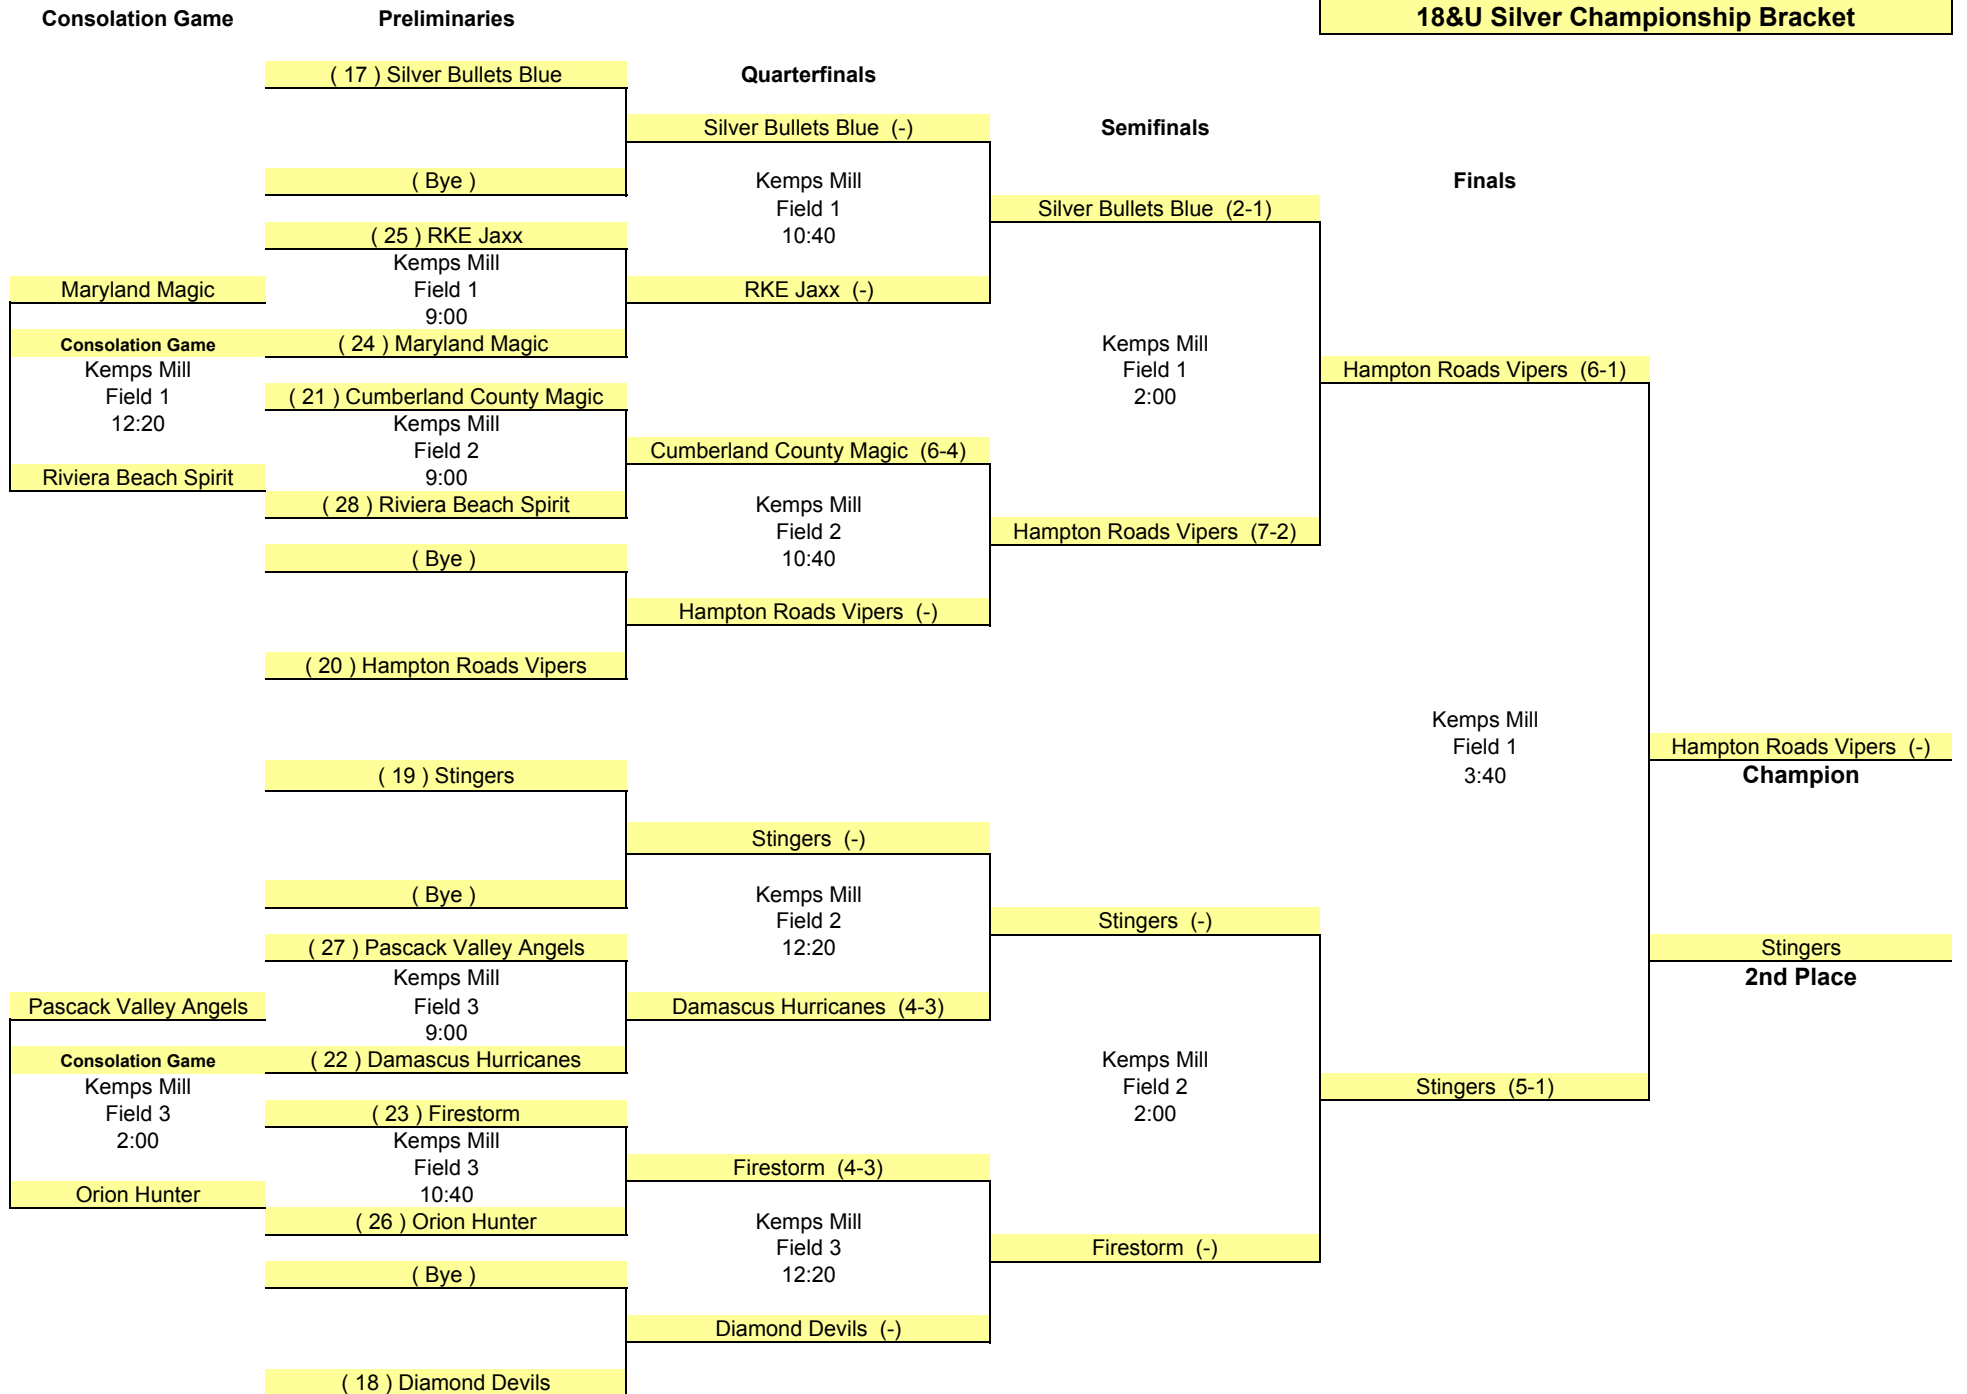 Consolation Game
Preliminaries
18&U Silver Championship Bracket
( 17 ) Silver Bullets Blue
Quarterfinals
Silver Bullets Blue (-)
Semifinals
( Bye )
Kemps Mill
Field 1
10:40
Finals
Silver Bullets Blue (2-1)
( 25 ) RKE Jaxx
Kemps Mill
Field 1
9:00
Maryland Magic
RKE Jaxx (-)
Consolation Game
Kemps Mill
Field 1
12:20
( 24 ) Maryland Magic
Kemps Mill
Field 1
2:00
Hampton Roads Vipers (6-1)
( 21 ) Cumberland County Magic
Kemps Mill
Field 2
9:00
Cumberland County Magic (6-4)
Riviera Beach Spirit
( 28 ) Riviera Beach Spirit
Kemps Mill
Field 2
10:40
Hampton Roads Vipers (7-2)
( Bye )
Hampton Roads Vipers (-)
( 20 ) Hampton Roads Vipers
Kemps Mill
Field 1
3:40
Hampton Roads Vipers (-)
Champion
( 19 ) Stingers
Stingers (-)
( Bye )
Kemps Mill
Field 2
12:20
Stingers (-)
( 27 ) Pascack Valley Angels
Kemps Mill
Field 3
9:00
Stingers
2nd Place
Pascack Valley Angels
Damascus Hurricanes (4-3)
Consolation Game
Kemps Mill
Field 3
2:00
( 22 ) Damascus Hurricanes
Kemps Mill
Field 2
2:00
Stingers (5-1)
( 23 ) Firestorm
Kemps Mill
Field 3
10:40
Firestorm (4-3)
Orion Hunter
( 26 ) Orion Hunter
Kemps Mill
Field 3
12:20
Firestorm (-)
( Bye )
Diamond Devils (-)
( 18 ) Diamond Devils